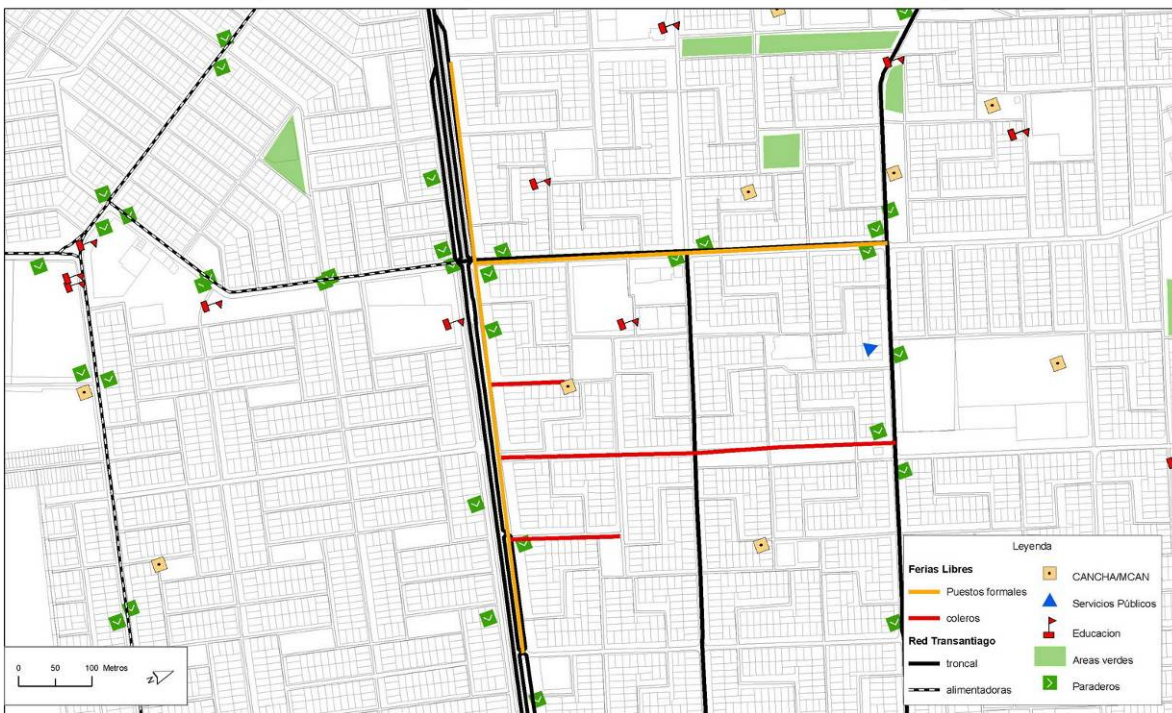 Leyenda
Ferias Libres
Puestos formales
coleros
Red Transantiago
troncal
alimentadoras
CANCHA/MCAN
Servicios Públicos
Educacion
Areas verdes
Paraderos
0 50 100 Metros
N